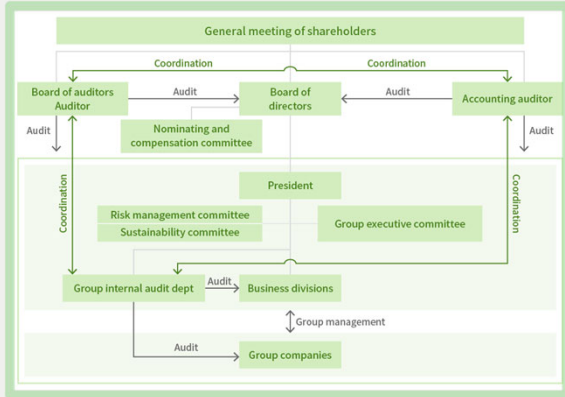 General meeting of shareholders
Coordination
Coordination
Board of auditors
Auditor
Audit
Board of
directors
Audit
Accounting auditor
Audit
Nominating and
compensation committee
Audit
President
Coordination
Coordination
Risk management committee
Sustainability committee
Group executive committee
Group internal audit dept
Audit
Business divisions
Group management
Audit
Group companies